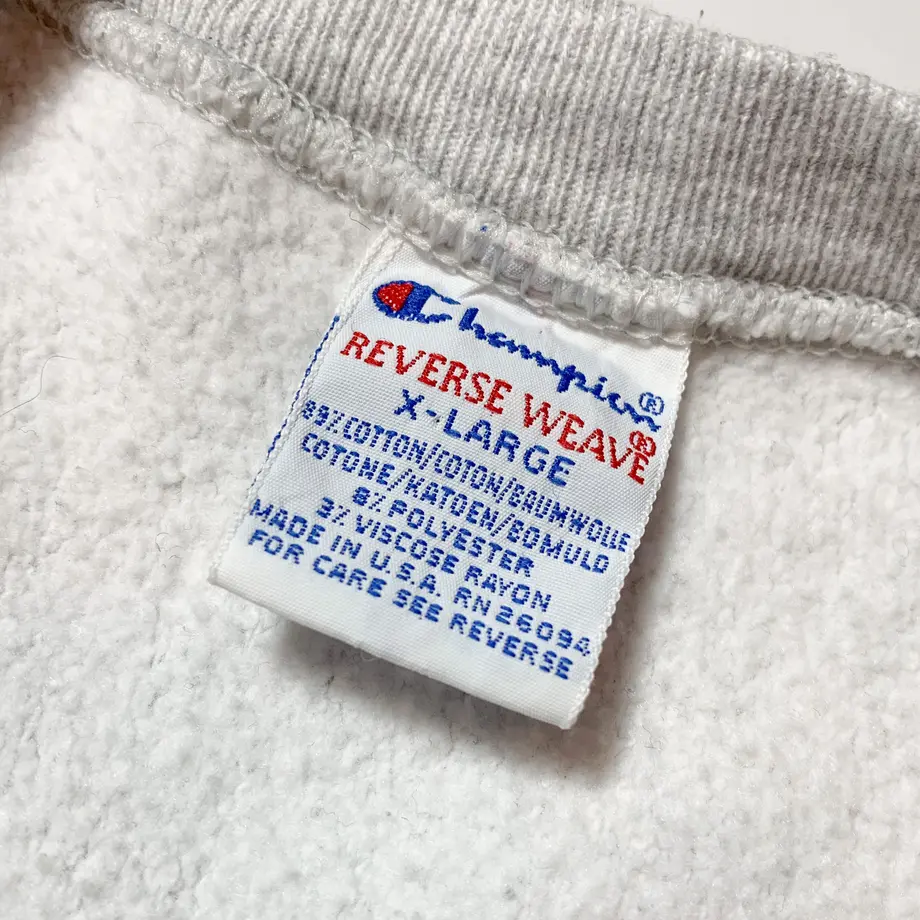 Champion®
REVERSE WEAVE®
X-LARGE
89%COTTON/COTON/BAUMWOLLE
COTONE/KATOEN/BOMULD
8% POLYESTER
3% VISCOSE RAYON
MADE IN U.S.A. RN 26094
FOR CARE SEE REVERSE